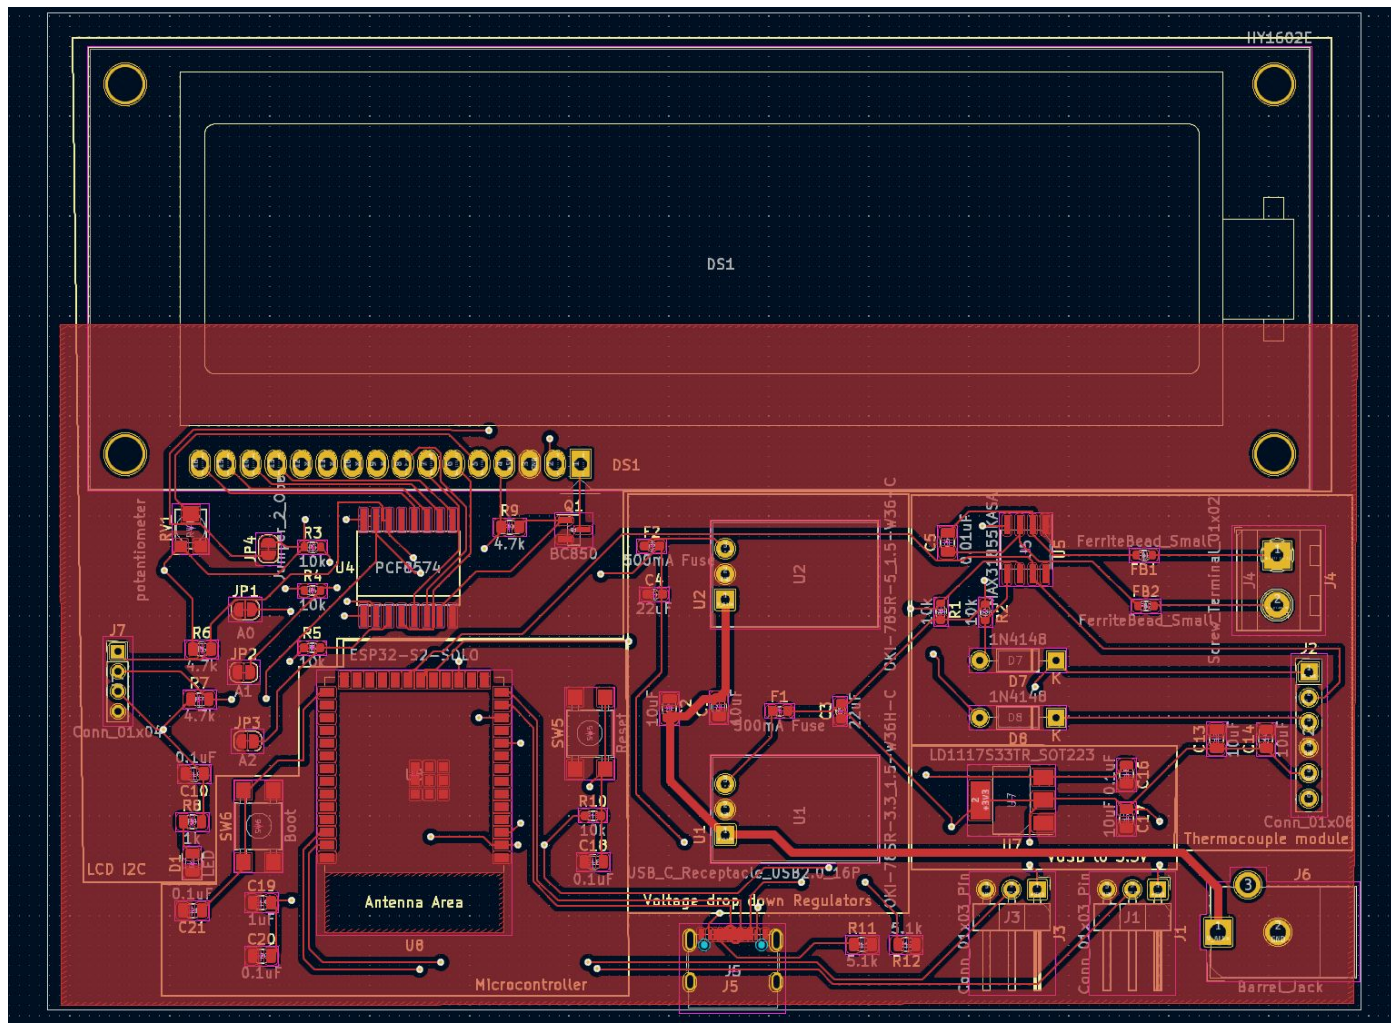 HY1602E
DS1
DS1
potentiometer
RV1
JP4
R3
10k
R4
10k
U4
PCF8574
R9
4.7k
Q1
BC850
F2
500mA Fuse
C4
22uF
U2
U2
OKI-78SR-5_1.5-W36-C
C5
0.01uF
MAX31855KASA
U5
FerriteBead_Small
FB1
FB2
FerriteBead_Small
Screw_Terminal_01x02
J4
J4
JP1
A0
10k
R1
10k
R2
J7
R6
4.7k
R5
10k
JP2
A1
R7
4.7k
ESP32-S2-SOLO
1N4148
D7
D7
K
1N4148
D8
D8
K
J2
Conn_01x04
JP3
A2
SW5
Reset
10uF
10uF
F1
500mA Fuse
C3
22uF
OKI-78SR-3.3_1.5-W36H-C
C13
10uF
C14
10uF
LD1117S33TR_SOT223
0.1uF
C10
R8
1k
SW6
Boot
R10
10k
U1
U1
2
+3V3
U7
U7
C16
10uF
C17
Conn_01x06
Thermocouple module
D1
LED
LCD I2C
C18
0.1uF
USB_C_Receptacle_USB2.0_16P
0.1uF
C21
C19
1uF
C20
0.1uF
Antenna Area
U8
Voltage drop down Regulators
Conn_01x03_Pin
J3
J3
Conn_01x03_Pin
J1
J1
J6
3
2
Barrel_Jack
R11
5.1k
5.1k
R12
J5
J5
Microcontroller